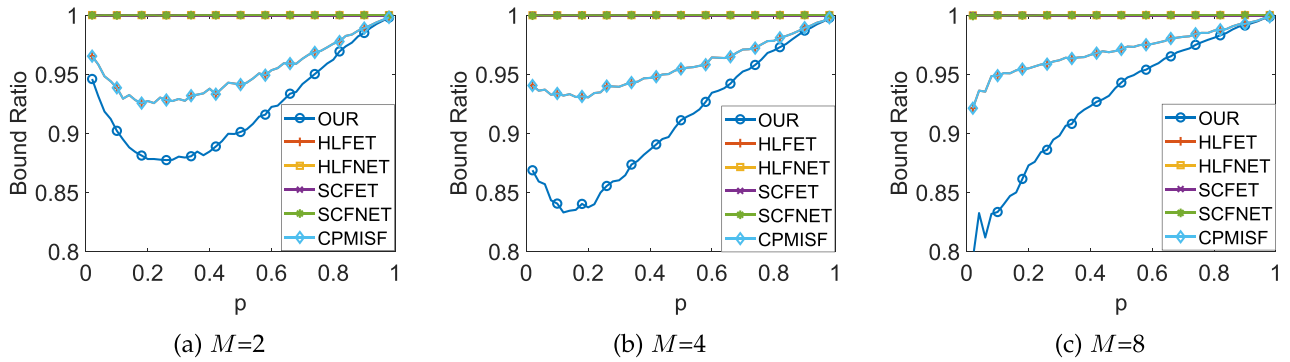 1
0.95
0.9
0.85
0.8
Bound Ratio
OUR
HLFET
HLFNET
SCFET
SCFNET
CPMISF
0 0.2 0.4 0.6 0.8 1
p
(a) M=2
1
0.95
0.9
0.85
0.8
Bound Ratio
OUR
HLFET
HLFNET
SCFET
SCFNET
CPMISF
0 0.2 0.4 0.6 0.8 1
p
(b) M=4
1
0.95
0.9
0.85
0.8
Bound Ratio
OUR
HLFET
HLFNET
SCFET
SCFNET
CPMISF
0 0.2 0.4 0.6 0.8 1
p
(c) M=8